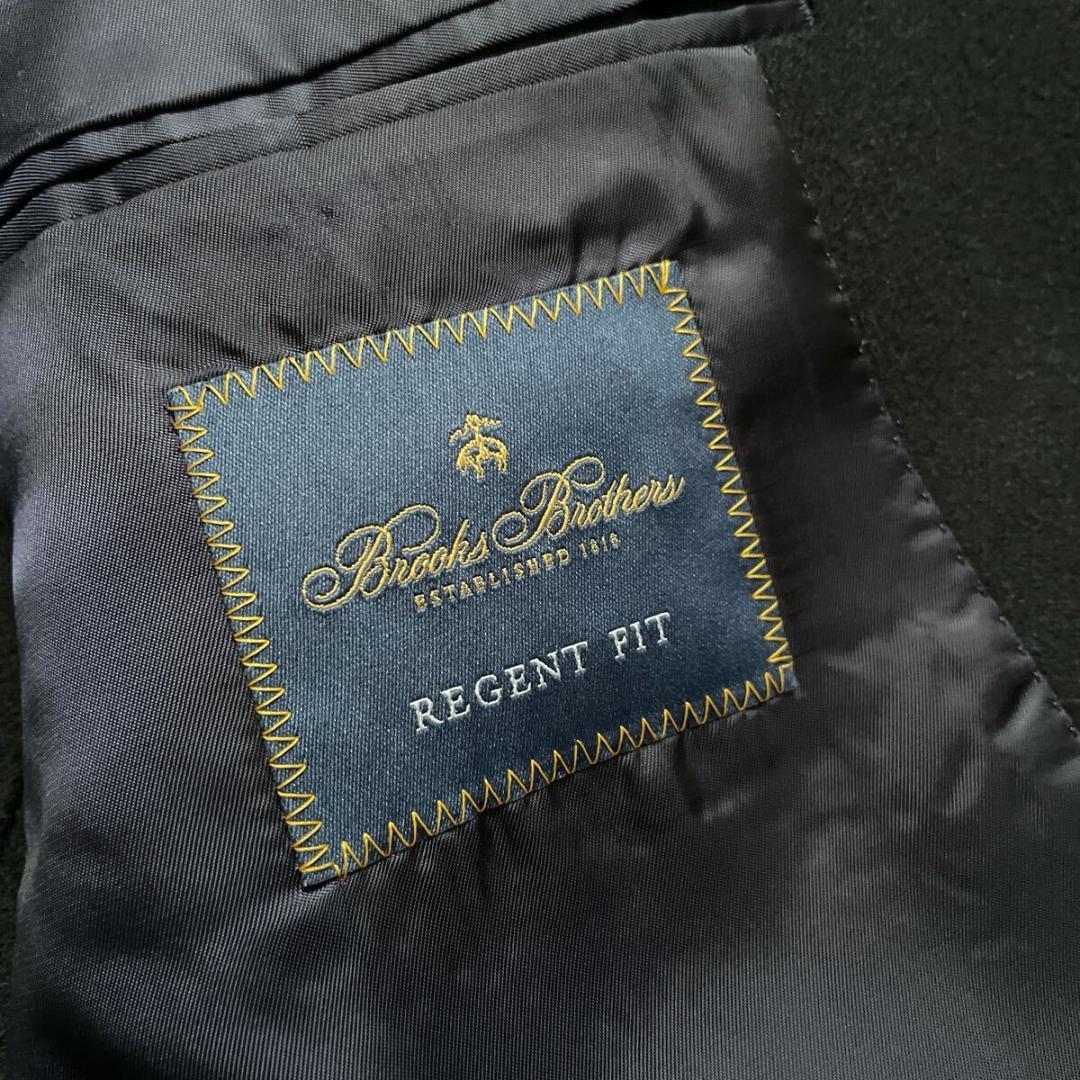 Brooks Brothers
ESTABLISHED 1818
REGENT FIT